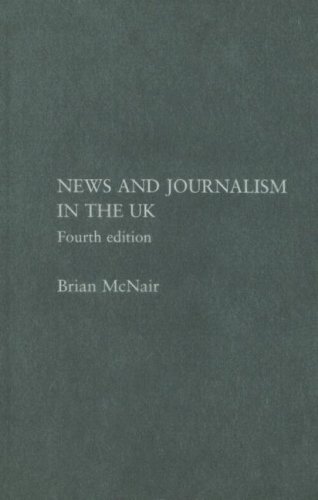 NEWS AND JOURNALISM
IN THE UK
Fourth edition
Brian McNair